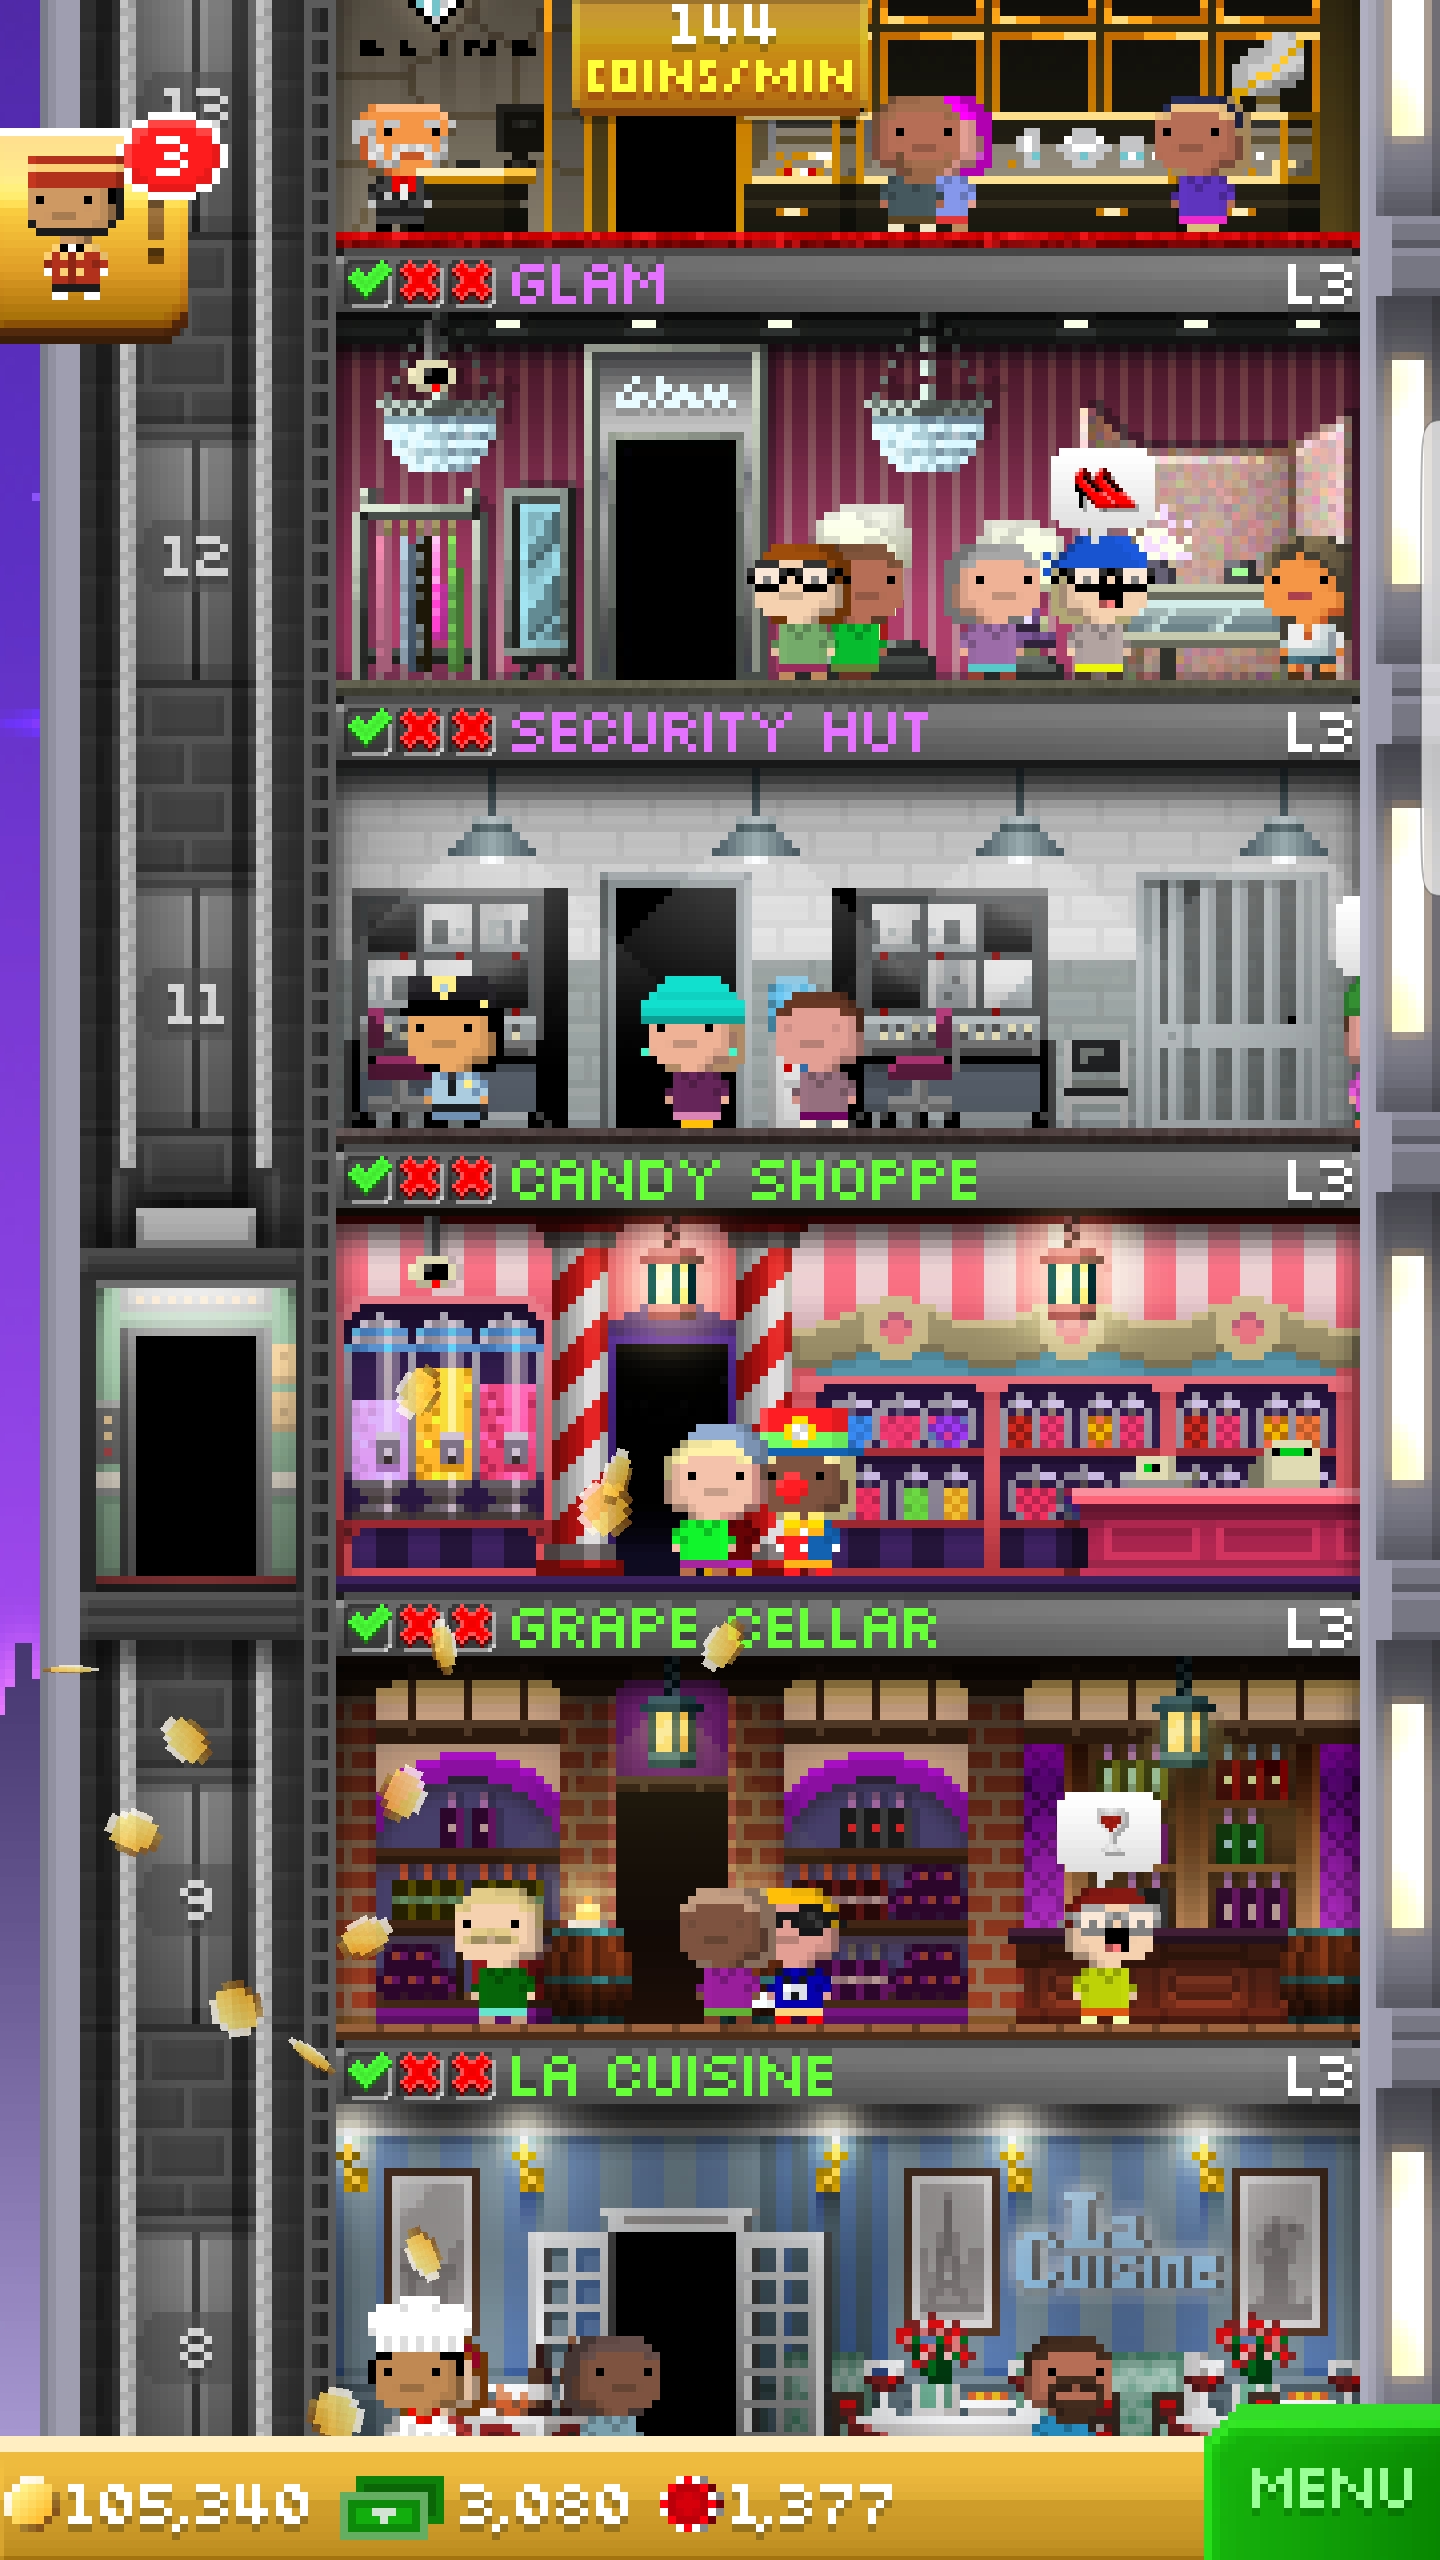 144
COINS/MIN
BLING
13
3
GLAM
L3
Glam
12
SECURITY HUT
L3
11
CANDY SHOPPE
L3
GRAPE CELLAR
L3
9
LA CUISINE
L3
La
Cuisine
8
105,340
3,080
1,377
MENU